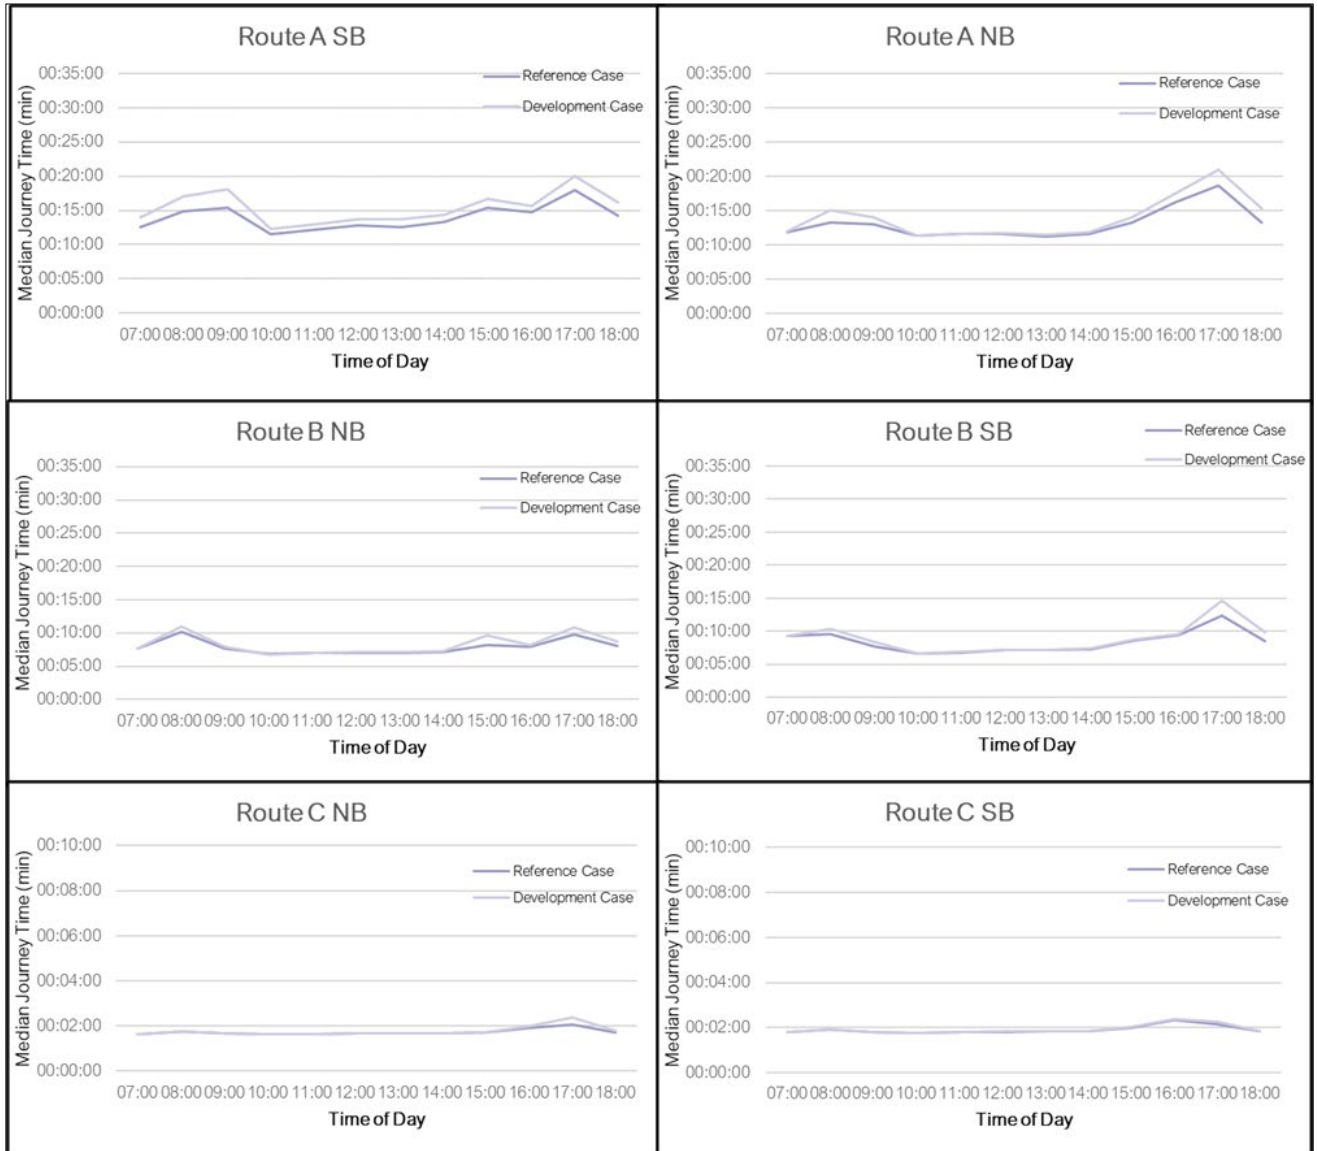 Route A SB
Reference Case
Development Case
Median Journey Time (min)
00:35:00
00:30:00
00:25:00
00:20:00
00:15:00
00:10:00
00:05:00
00:00:00
07:00 08:00 09:00 10:00 11:00 12:00 13:00 14:00 15:00 16:00 17:00 18:00
Time of Day
Route A NB
Reference Case
Development Case
Median Journey Time (min)
00:35:00
00:30:00
00:25:00
00:20:00
00:15:00
00:10:00
00:05:00
00:00:00
07:00 08:00 09:00 10:00 11:00 12:00 13:00 14:00 15:00 16:00 17:00 18:00
Time of Day
Route B NB
Reference Case
Development Case
Median Journey Time (min)
00:35:00
00:30:00
00:25:00
00:20:00
00:15:00
00:10:00
00:05:00
00:00:00
07:00 08:00 09:00 10:00 11:00 12:00 13:00 14:00 15:00 16:00 17:00 18:00
Time of Day
Route B SB
Reference Case
Development Case
Median Journey Time (min)
00:35:00
00:30:00
00:25:00
00:20:00
00:15:00
00:10:00
00:05:00
00:00:00
07:00 08:00 09:00 10:00 11:00 12:00 13:00 14:00 15:00 16:00 17:00 18:00
Time of Day
Route C NB
Reference Case
Development Case
Median Journey Time (min)
00:10:00
00:08:00
00:06:00
00:04:00
00:02:00
00:00:00
07:00 08:00 09:00 10:00 11:00 12:00 13:00 14:00 15:00 16:00 17:00 18:00
Time of Day
Route C SB
Reference Case
Development Case
Median Journey Time (min)
00:10:00
00:08:00
00:06:00
00:04:00
00:02:00
00:00:00
07:00 08:00 09:00 10:00 11:00 12:00 13:00 14:00 15:00 16:00 17:00 18:00
Time of Day